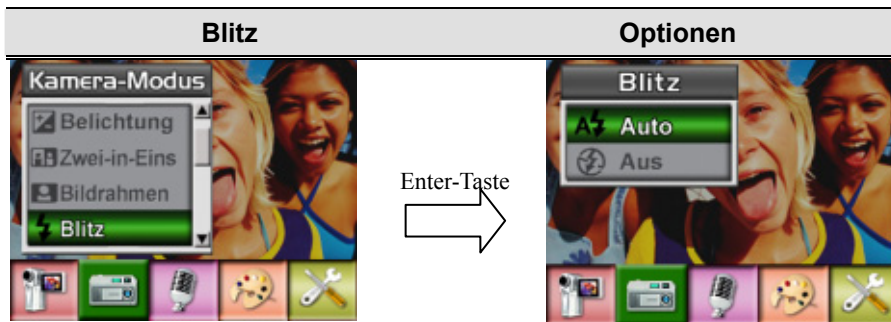 Blitz Optionen
Kamera-Modus
Belichtung
Zwei-in-Eins
Bildrahmen
Blitz
Enter-Taste
Blitz
A Auto
Aus